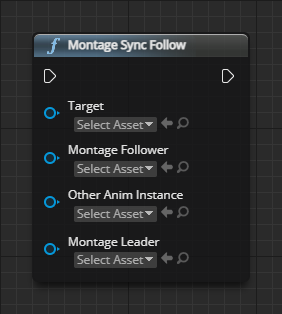 Montage Sync Follow
Target
Select Asset
Montage Follower
Select Asset
Other Anim Instance
Select Asset
Montage Leader
Select Asset